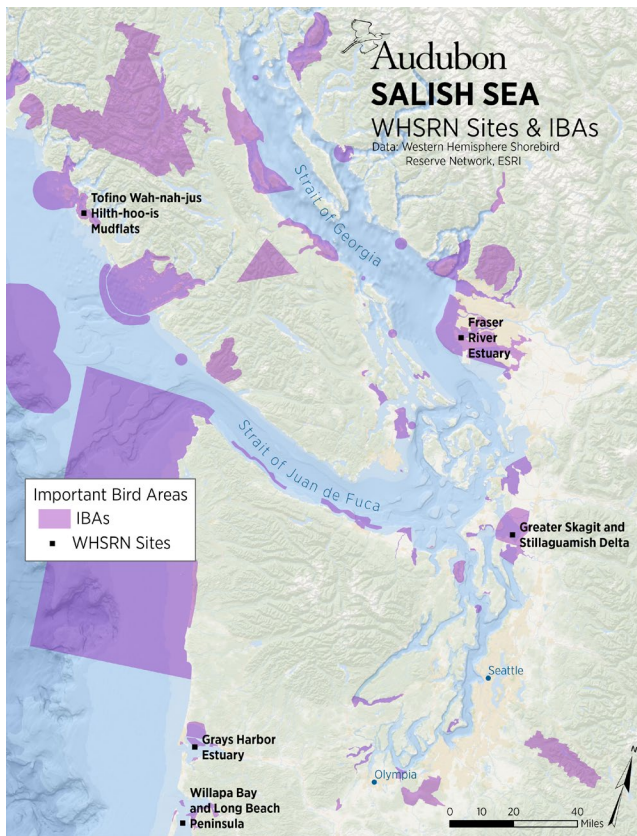 Audubon
SALISH SEA
WHSRN Sites & IBAs
Data: Western Hemisphere Shorebird
Reserve Network, ESRI
Tofino Wah-nah-jus
Hilth-hoo-is
Mudflats
Strait of Georgia
Fraser
River
Estuary
Strait of Juan de Fuca
Important Bird Areas
IBAs
WHSRN Sites
Greater Skagit and
Stillaguamish Delta
Seattle
Grays Harbor
Estuary
Olympia
Willapa Bay
and Long Beach
Peninsula
N
0 10 20 40
Miles